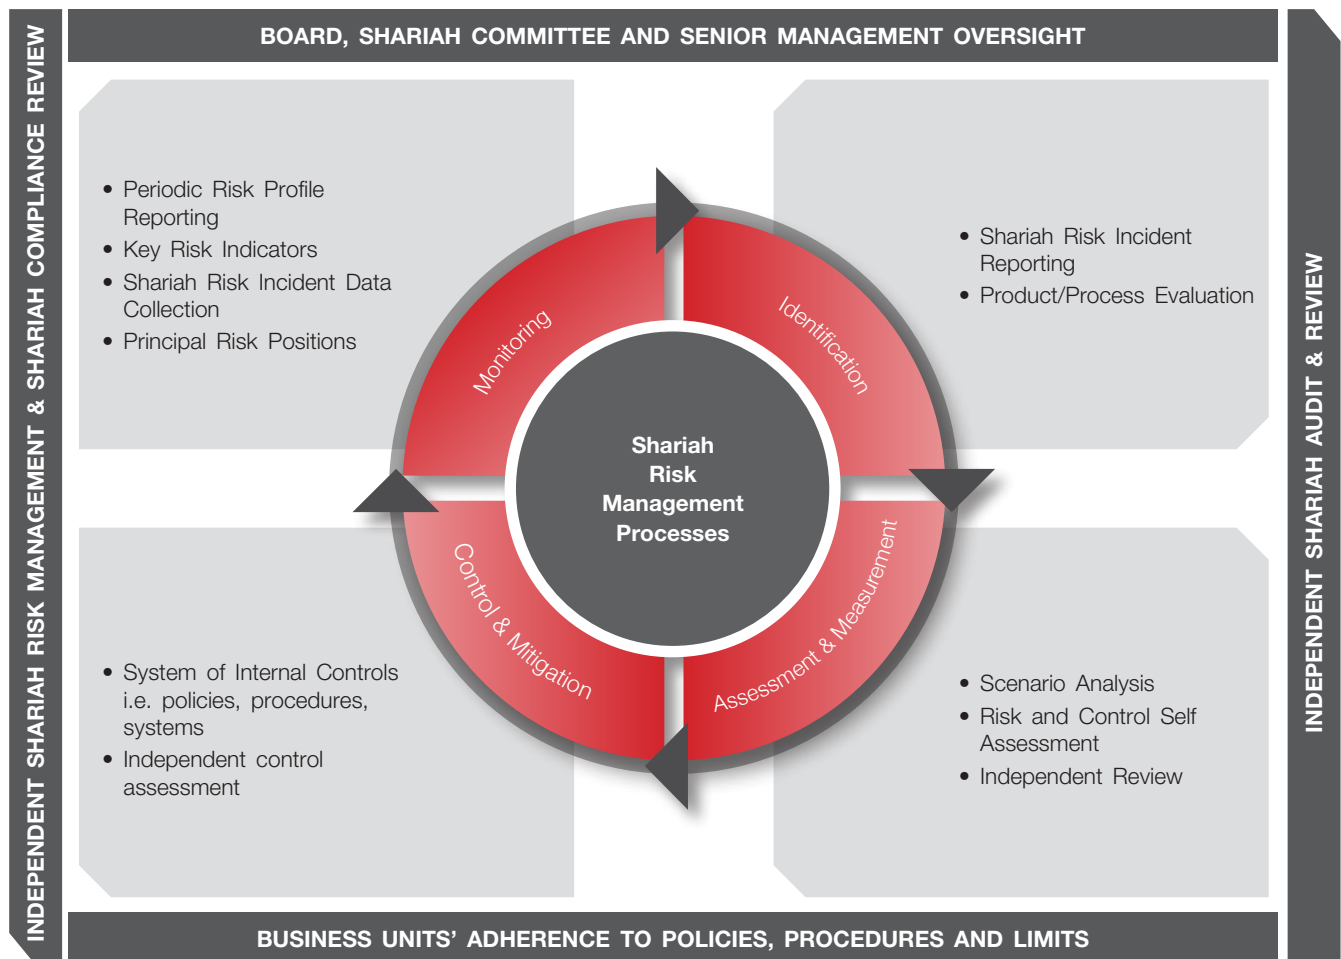 BOARD, SHARIAH COMMITTEE AND SENIOR MANAGEMENT OVERSIGHT
INDEPENDENT SHARIAH RISK MANAGEMENT & SHARIAH COMPLIANCE REVIEW
• Periodic Risk Profile
Reporting
• Key Risk Indicators
• Shariah Risk Incident Data
Collection
• Principal Risk Positions
• Shariah Risk Incident
Reporting
• Product/Process Evaluation
Monitoring
Identification
Shariah
Risk
Management
Processes
Control & Mitigation
Assessment & Measurement
• System of Internal Controls
i.e. policies, procedures,
systems
• Independent control
assessment
• Scenario Analysis
• Risk and Control Self
Assessment
• Independent Review
INDEPENDENT SHARIAH AUDIT & REVIEW
BUSINESS UNITS' ADHERENCE TO POLICIES, PROCEDURES AND LIMITS